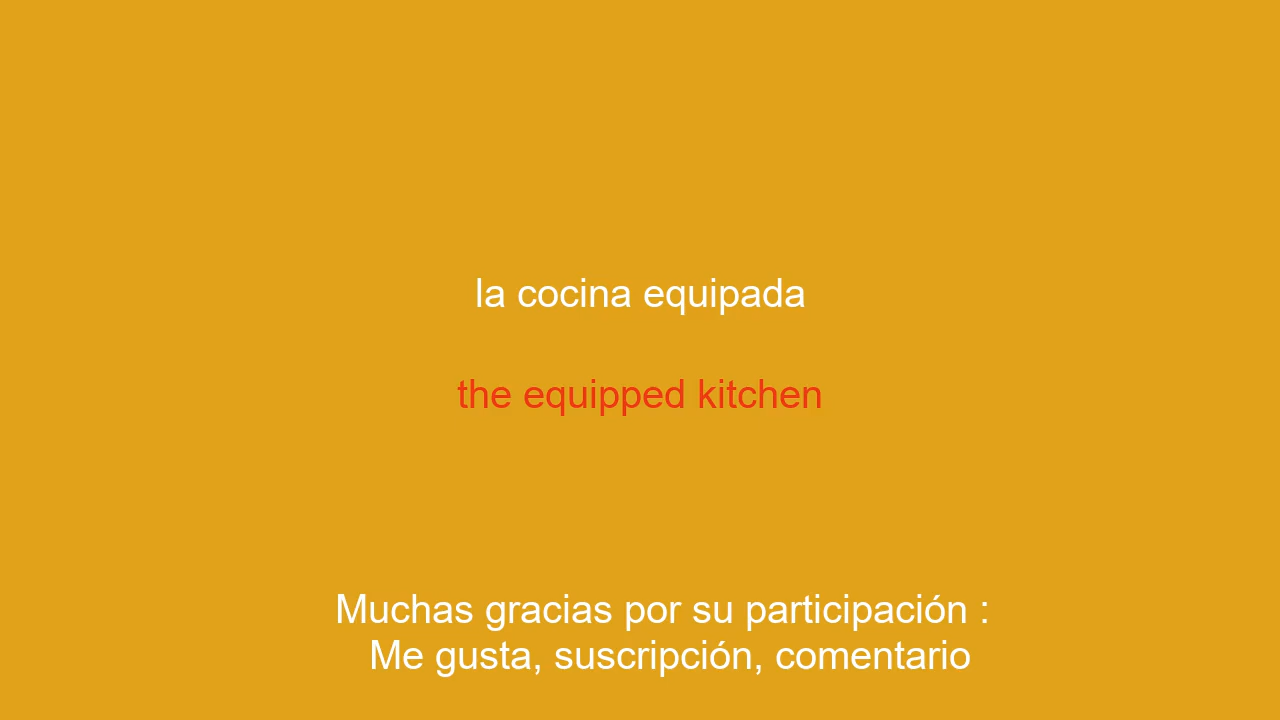 la cocina equipada
the equipped kitchen
Muchas gracias por su participación :
Me gusta, suscripción, comentario